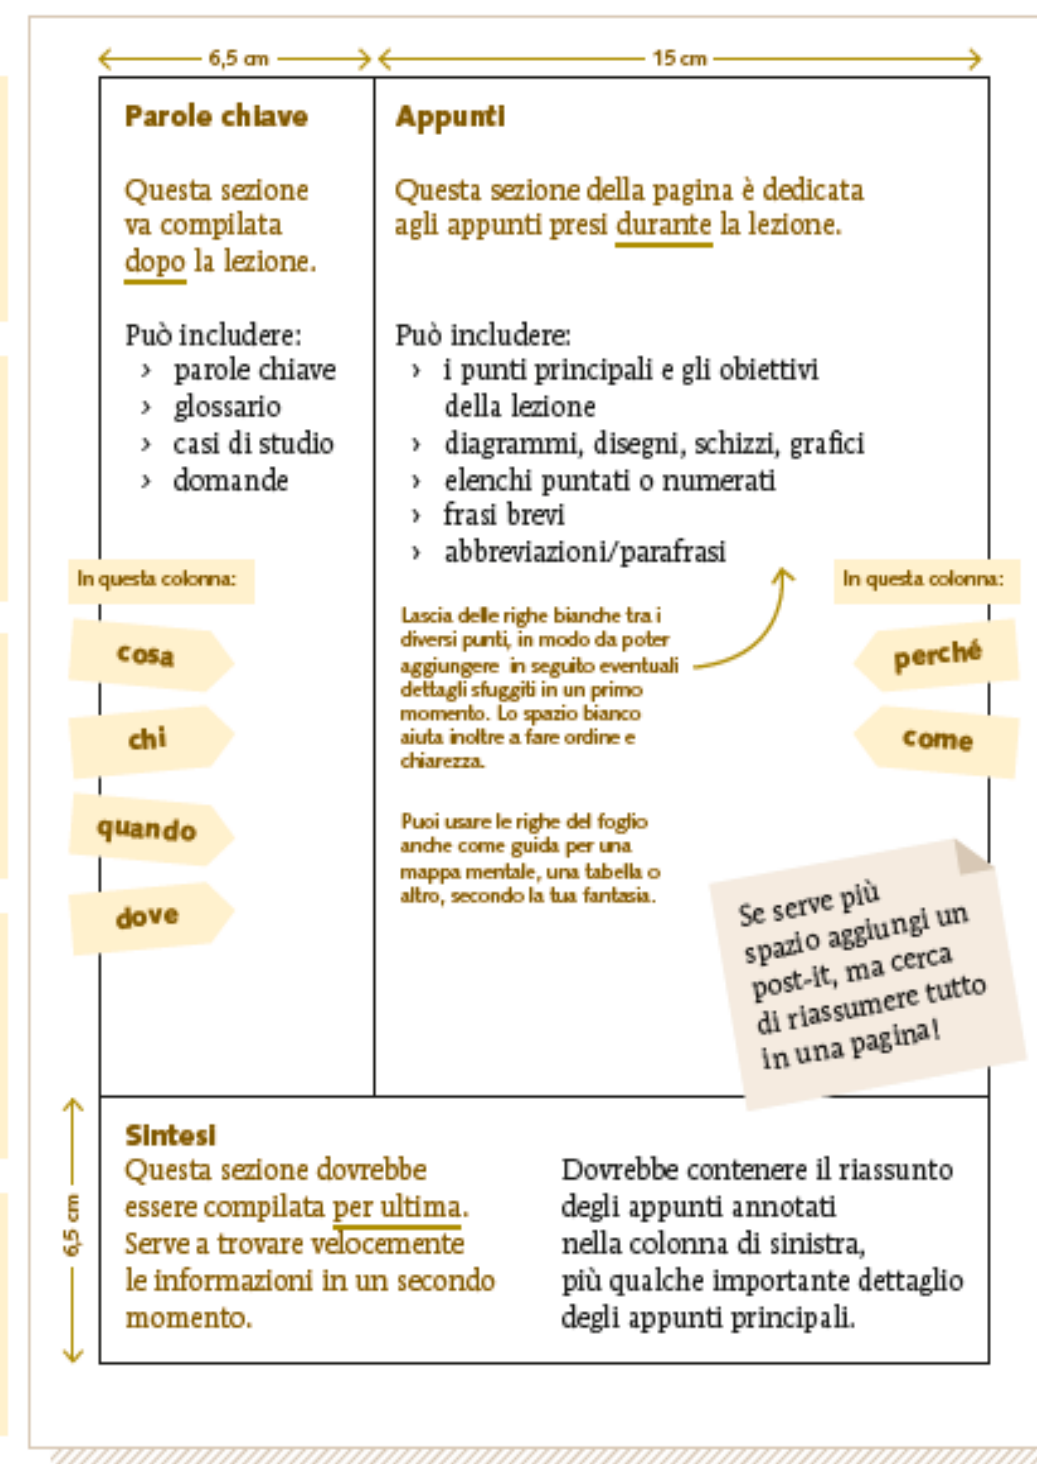 6,5 cm
15 cm
Parole chiave
Questa sezione
va compilata
dopo la lezione.
Può includere:
› parole chiave
› glossario
› casi di studio
› domande
In questa colonna:
cosa
chi
quando
dove
Appunti
Questa sezione della pagina è dedicata
agli appunti presi durante la lezione.
Può includere:
› i punti principali e gli obiettivi
della lezione
› diagrammi, disegni, schizzi, grafici
› elenchi puntati o numerati
› frasi brevi
› abbreviazioni/parafrasi
Lascia delle righe bianche tra i
diversi punti, in modo da poter
aggiungere in seguito eventuali
dettagli sfuggiti in un primo
momento. Lo spazio bianco
aiuta inoltre a fare ordine e
chiarezza.
Puoi usare le righe del foglio
anche come guida per una
mappa mentale, una tabella o
altro, secondo la tua fantasia.
In questa colonna:
perché
come
Se serve più
spazio aggiungi un
post-it, ma cerca
di riassumere tutto
in una pagina!
6,5 cm
Sintesi
Questa sezione dovrebbe
essere compilata per ultima.
Serve a trovare velocemente
le informazioni in un secondo
momento.
Dovrebbe contenere il riassunto
degli appunti annotati
nella colonna di sinistra,
più qualche importante dettaglio
degli appunti principali.